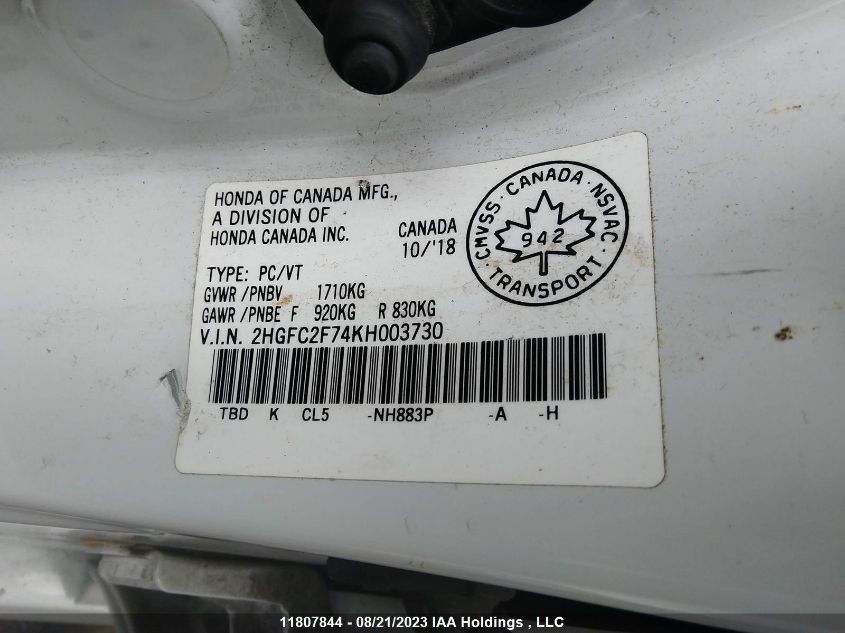 HONDA OF CANADA MFG.,
A DIVISION OF
HONDA CANADA INC.
CANADA
10/'18
CMVSS · CANADA · NSVAC ·
942
TRANSPORT
TYPE: PC/VT
GVWR /PNBV 1710KG
GAWR /PNBE F 920KG R 830KG
V.I.N. 2HGFC2F74KH003730
TBD K CL5 -NH883P -A -H
11807844 - 08/21/2023 IAA Holdings , LLC